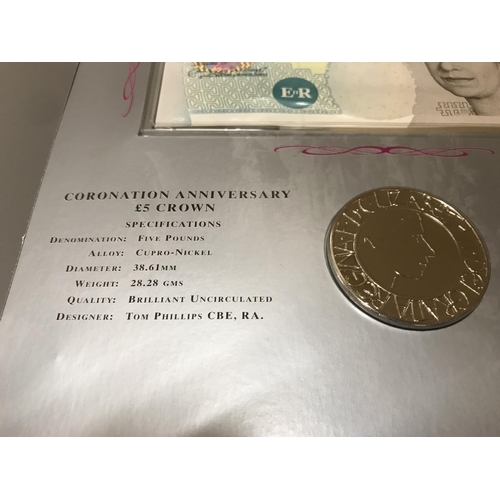 E II R
CORONATION ANNIVERSARY
£5 CROWN
SPECIFICATIONS
DENOMINATION: FIVE POUNDS
ALLOY: CUPRO-NICKEL
DIAMETER: 38.61MM
WEIGHT: 28.28 GMS
QUALITY: BRILLIANT UNCIRCULATED
DESIGNER: TOM PHILLIPS CBE, RA.